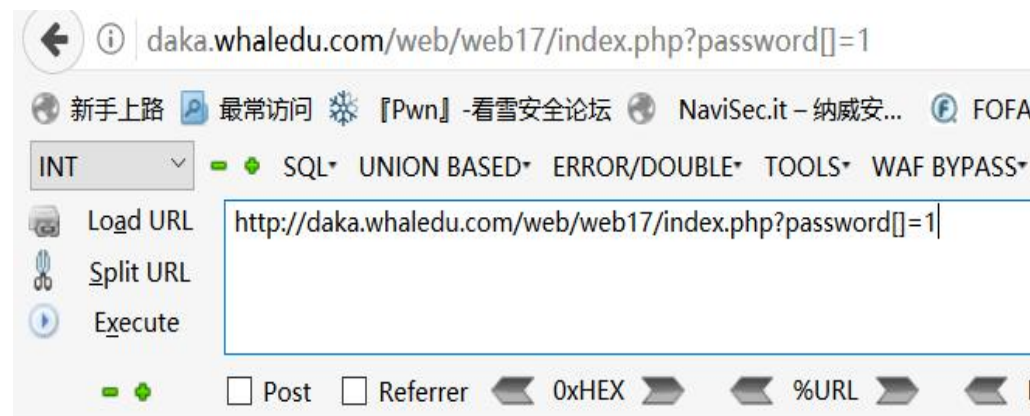 daka.whaledu.com/web/web17/index.php?password[]=1
新手上路 最常访问 『Pwn』-看雪安全论坛 NaviSec.it – 纳威安... FOFA
INT SQL UNION BASED ERROR/DOUBLE TOOLS WAF BYPASS
Load URL http://daka.whaledu.com/web/web17/index.php?password[]=1
Split URL
Execute
Post Referrer 0xHEX %URL